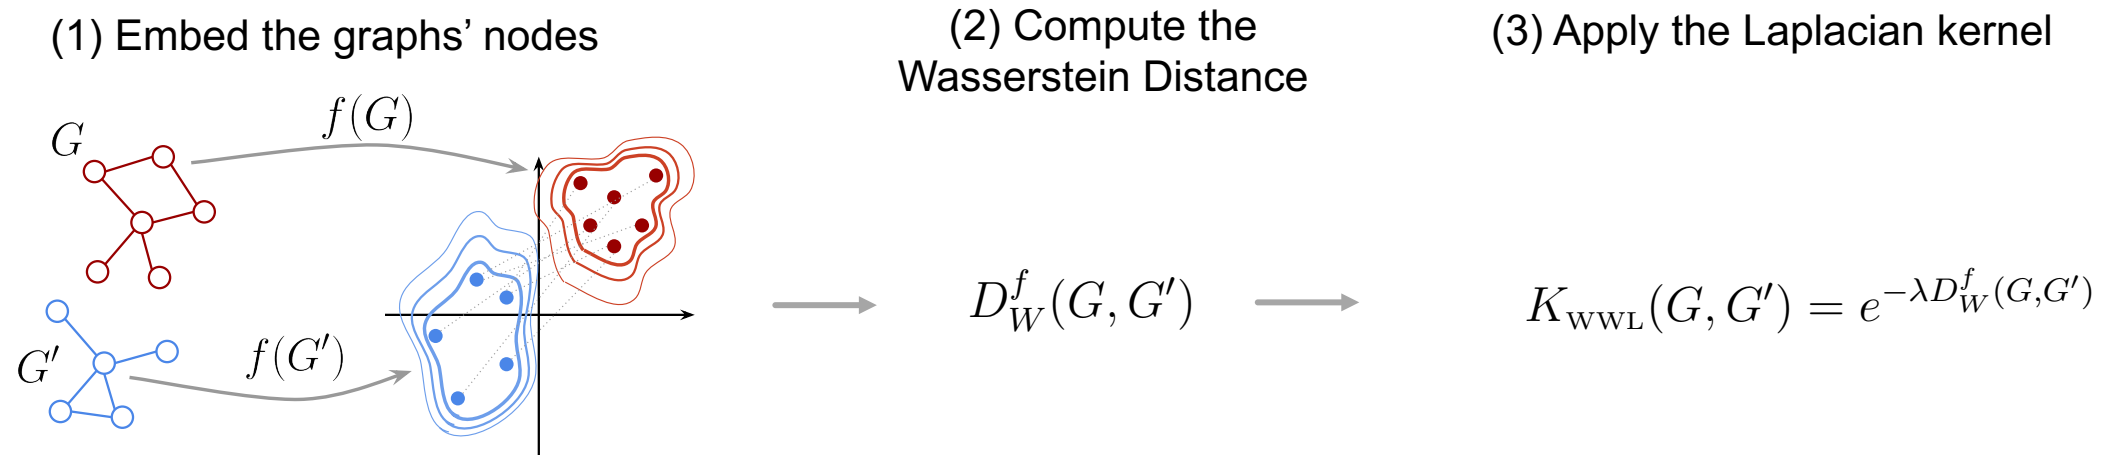 (1) Embed the graphs’ nodes
(2) Compute the
Wasserstein Distance
(3) Apply the Laplacian kernel
G
f(G)
G′
f(G′)
D_W^f(G, G′)
K_WWL(G, G′) = e^{−λD_W^f(G,G′)}